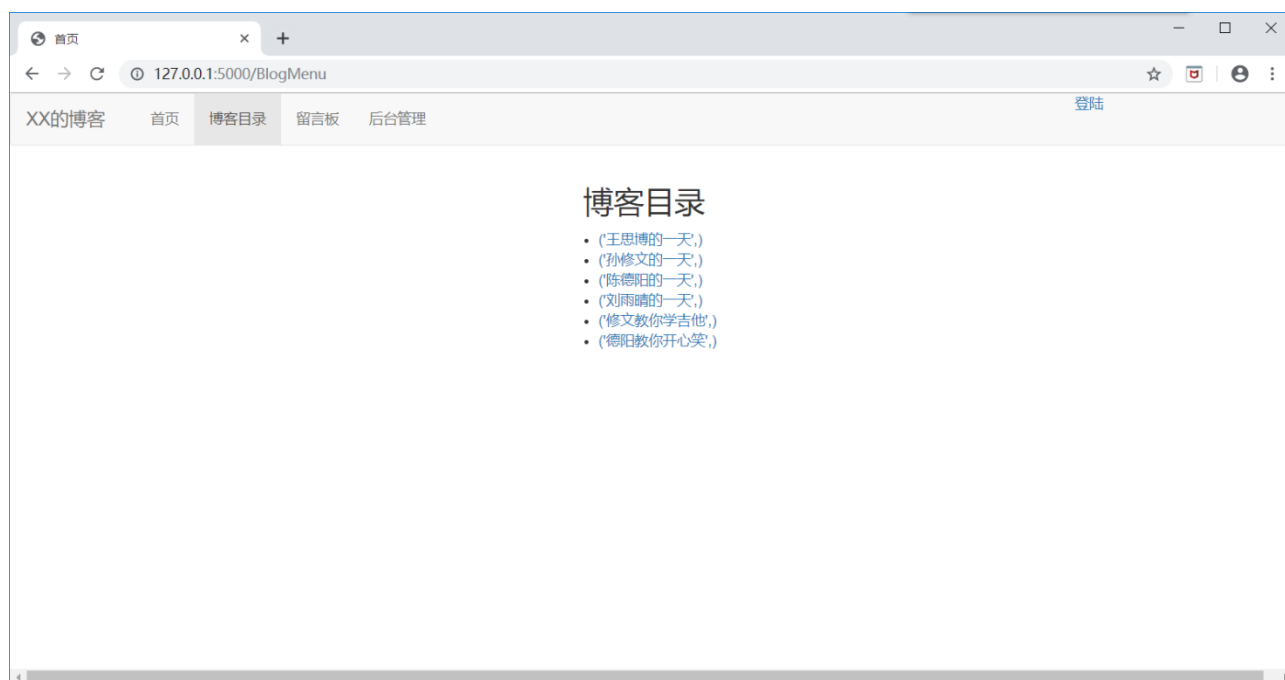 首页
127.0.0.1:5000/BlogMenu
登陆
XX的博客 首页 博客目录 留言板 后台管理
博客目录
('王思博的一天',)
('孙修文的一天',)
('陈德阳的一天',)
('刘雨晴的一天',)
('修文教你学吉他',)
('德阳教你开心笑',)